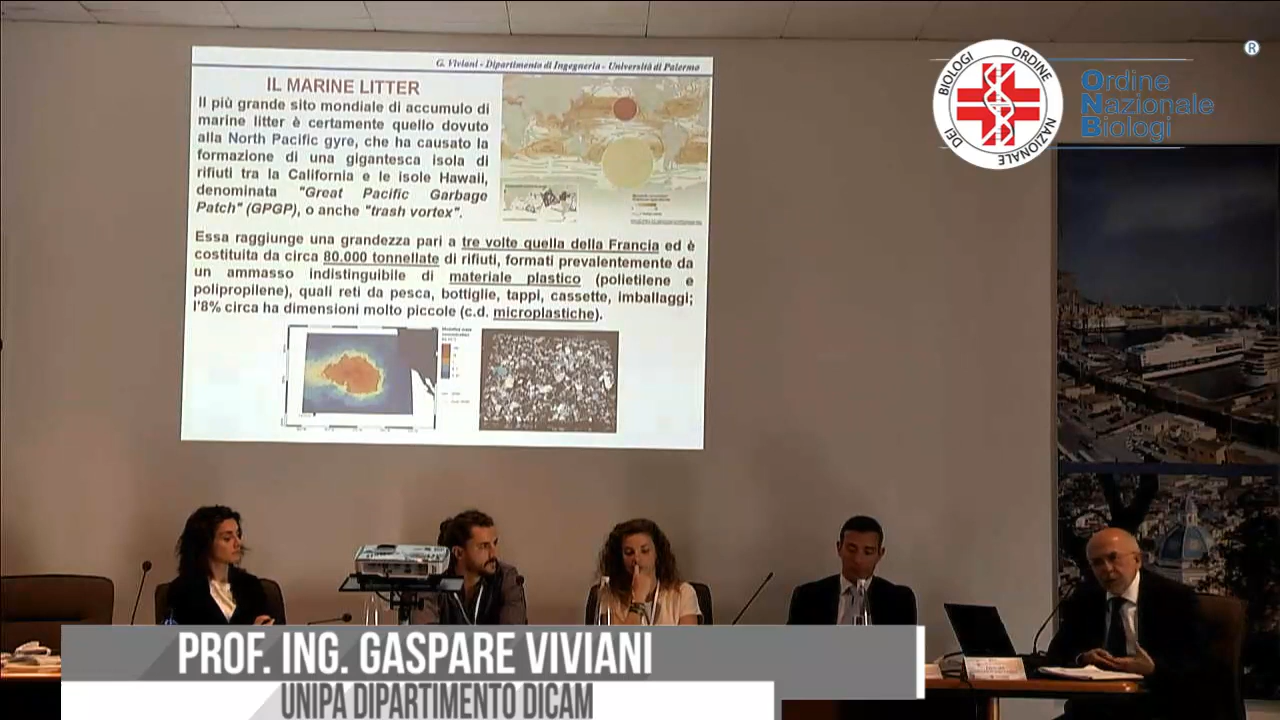 G. Viviani - Dipartimento di Ingegneria - Università di Palermo
IL MARINE LITTER
Il più grande sito mondiale di accumulo di
marine litter è certamente quello dovuto
alla North Pacific gyre, che ha causato la
formazione di una gigantesca isola di
rifiuti tra la California e le isole Hawaii,
denominata "Great Pacific Garbage
Patch" (GPGP), o anche "trash vortex".
Essa raggiunge una grandezza pari a tre volte quella della Francia ed è
costituita da circa 80.000 tonnellate di rifiuti, formati prevalentemente da
un ammasso indistinguibile di materiale plastico (polietilene e
polipropilene), quali reti da pesca, bottiglie, tappi, cassette, imballaggi;
l'8% circa ha dimensioni molto piccole (c.d. microplastiche).
ORDINE NAZIONALE DEI BIOLOGI
Ordine
Nazionale
Biologi
®
PROF. ING. GASPARE VIVIANI
UNIPA DIPARTIMENTO DICAM